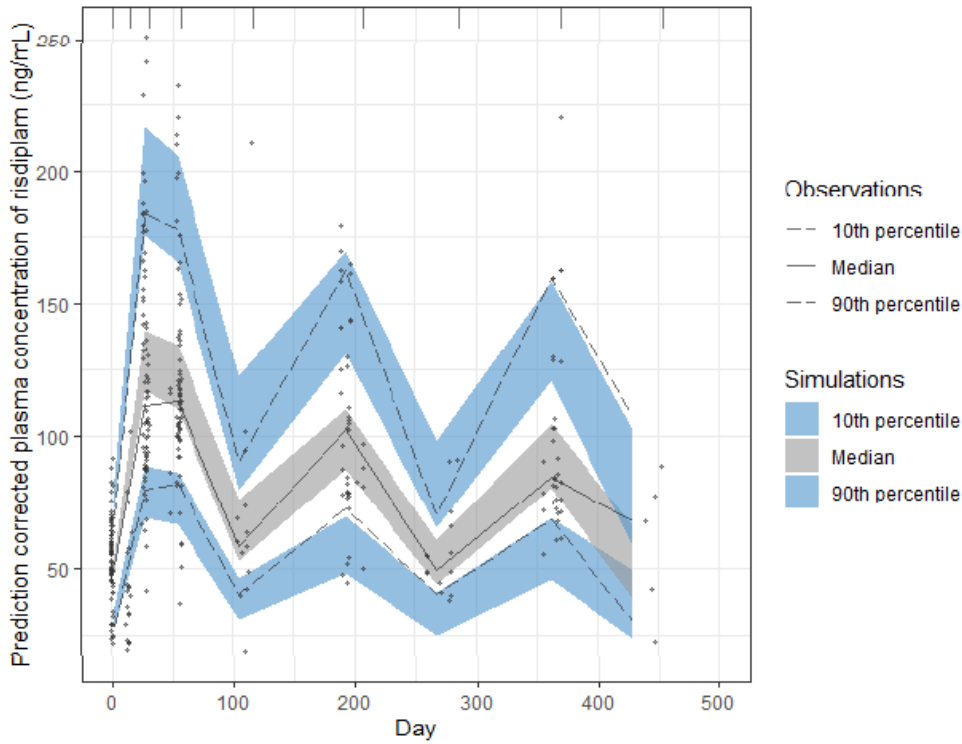 Prediction corrected plasma concentration of risdiplam (ng/mL)
250
200
150
100
50
0 100 200 300 400 500
Day
Observations
10th percentile
Median
90th percentile
Simulations
10th percentile
Median
90th percentile